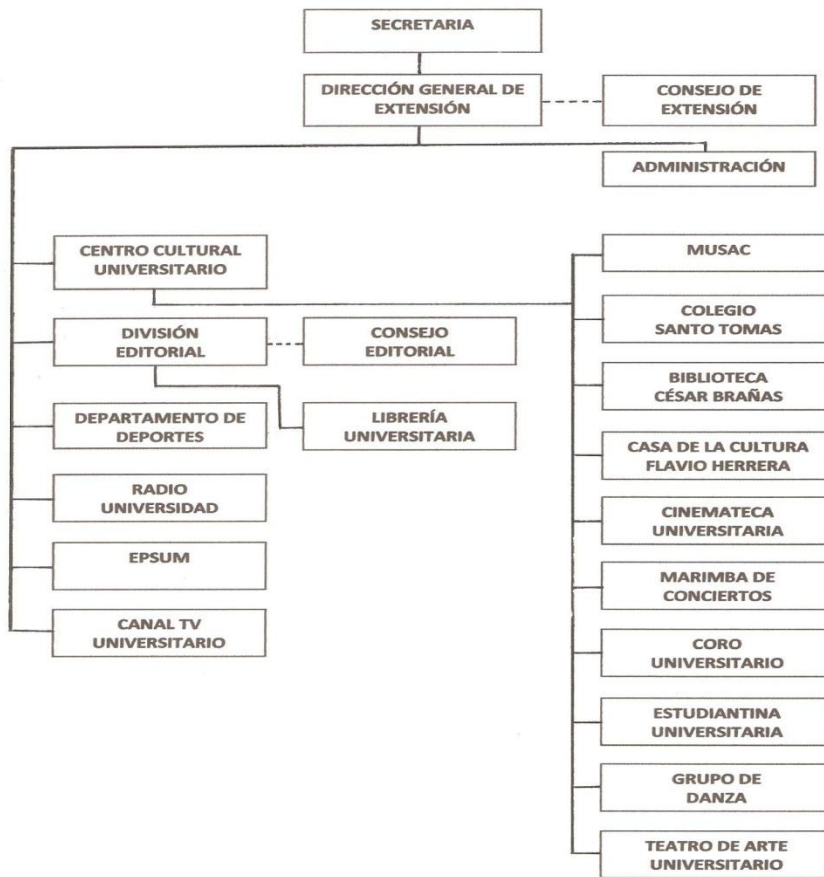 SECRETARIA
DIRECCIÓN GENERAL DE
EXTENSIÓN
CONSEJO DE
EXTENSIÓN
ADMINISTRACIÓN
CENTRO CULTURAL
UNIVERSITARIO
DIVISIÓN
EDITORIAL
CONSEJO
EDITORIAL
DEPARTAMENTO DE
DEPORTES
LIBRERÍA
UNIVERSITARIA
RADIO
UNIVERSIDAD
EPSUM
CANAL TV
UNIVERSITARIO
MUSAC
COLEGIO
SANTO TOMAS
BIBLIOTECA
CÉSAR BRAÑAS
CASA DE LA CULTURA
FLAVIO HERRERA
CINEMATECA
UNIVERSITARIA
MARIMBA DE
CONCIERTOS
CORO
UNIVERSITARIO
ESTUDIANTINA
UNIVERSITARIA
GRUPO DE
DANZA
TEATRO DE ARTE
UNIVERSITARIO